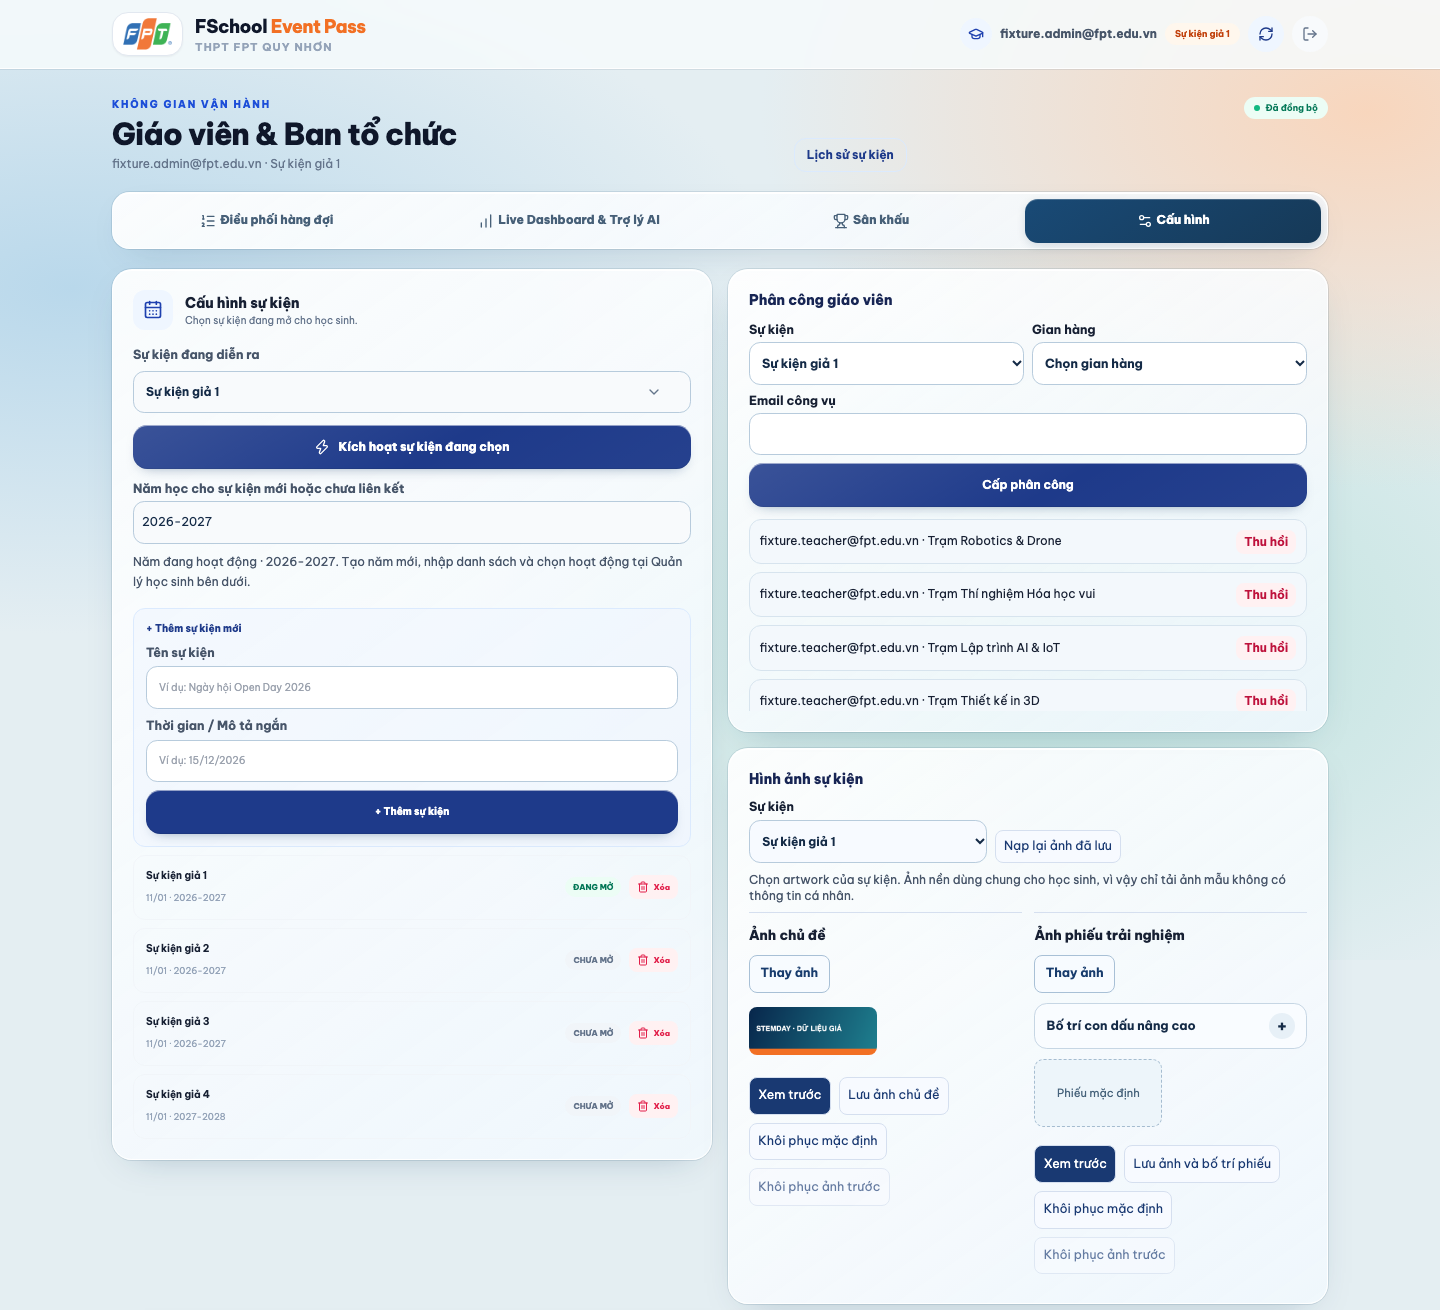 FPT
FSchool Event Pass
THPT FPT QUY NHƠN
fixture.admin@fpt.edu.vn
Sự kiện giả 1
KHÔNG GIAN VẬN HÀNH
Giáo viên & Ban tổ chức
fixture.admin@fpt.edu.vn · Sự kiện giả 1
Đã đồng bộ
Lịch sử sự kiện
Điều phối hàng đợi
Live Dashboard & Trợ lý AI
Sân khấu
Cấu hình
Cấu hình sự kiện
Chọn sự kiện đang mở cho học sinh.
Sự kiện đang diễn ra
Sự kiện giả 1
Kích hoạt sự kiện đang chọn
Năm học cho sự kiện mới hoặc chưa liên kết
2026-2027
Năm đang hoạt động · 2026-2027. Tạo năm mới, nhập danh sách và chọn hoạt động tại Quản
lý học sinh bên dưới.
+ Thêm sự kiện mới
Tên sự kiện
Ví dụ: Ngày hội Open Day 2026
Thời gian / Mô tả ngắn
Ví dụ: 15/12/2026
+ Thêm sự kiện
Sự kiện giả 1
11/01 · 2026-2027
ĐANG MỞ
Xóa
Sự kiện giả 2
11/01 · 2026-2027
CHƯA MỞ
Xóa
Sự kiện giả 3
11/01 · 2026-2027
CHƯA MỞ
Xóa
Sự kiện giả 4
11/01 · 2027-2028
CHƯA MỞ
Xóa
Phân công giáo viên
Sự kiện
Gian hàng
Sự kiện giả 1
Chọn gian hàng
Email công vụ
Cấp phân công
fixture.teacher@fpt.edu.vn · Trạm Robotics & Drone
Thu hồi
fixture.teacher@fpt.edu.vn · Trạm Thí nghiệm Hóa học vui
Thu hồi
fixture.teacher@fpt.edu.vn · Trạm Lập trình AI & IoT
Thu hồi
fixture.teacher@fpt.edu.vn · Trạm Thiết kế in 3D
Thu hồi
Hình ảnh sự kiện
Sự kiện
Sự kiện giả 1
Nạp lại ảnh đã lưu
Chọn artwork của sự kiện. Ảnh nền dùng chung cho học sinh, vì vậy chỉ tải ảnh mẫu không có
thông tin cá nhân.
Ảnh chủ đề
Thay ảnh
STEMDAY · DỮ LIỆU GIẢ
Xem trước
Lưu ảnh chủ đề
Khôi phục mặc định
Khôi phục ảnh trước
Ảnh phiếu trải nghiệm
Thay ảnh
Bố trí con dấu nâng cao
+
Phiếu mặc định
Xem trước
Lưu ảnh và bố trí phiếu
Khôi phục mặc định
Khôi phục ảnh trước